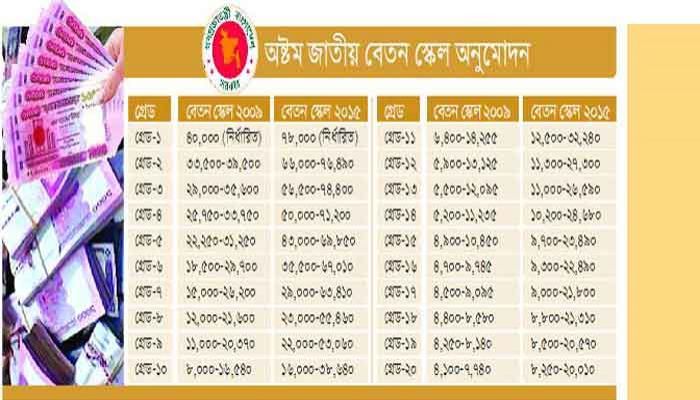 অষ্টম জাতীয় বেতন স্কেল অনুমোদন
গ্রেড বেতন স্কেল ২০০৯ বেতন স্কেল ২০১৫ গ্রেড বেতন স্কেল ২০০৯ বেতন স্কেল ২০১৫
গ্রেড-১ ৪০,০০০ (নির্ধারিত) ৭৮,০০০ (নির্ধারিত) গ্রেড-১১ ৬,৪০০-১৪,২৫৫ ১২,৫০০-৩২,২৪০
গ্রেড-২ ৩৩,৫০০-৩৯,৫০০ ৬৬,০০০-৭৬,৪৯০ গ্রেড-১২ ৫,৯০০-১৩,১২৫ ১১,৩০০-২৭,৩০০
গ্রেড-৩ ২৯,০০০-৩৫,৬০০ ৫৬,৫০০-৭৪,৪০০ গ্রেড-১৩ ৫,৫০০-১২,০৯৫ ১১,০০০-২৬,৫৯০
গ্রেড-৪ ২৫,৭৫০-৩৩,৭৫০ ৫০,০০০-৭১,২০০ গ্রেড-১৪ ৫,২০০-১১,২৩৫ ১০,২০০-২৪,৬৮০
গ্রেড-৫ ২২,২৫০-৩১,২৫০ ৪৩,০০০-৬৯,৮৫০ গ্রেড-১৫ ৪,৯০০-১০,৪৫০ ৯,৭০০-২৩,৪৯০
গ্রেড-৬ ১৮,৫০০-২৯,৭০০ ৩৫,৫০০-৬৭,০১০ গ্রেড-১৬ ৪,৭০০-৯,৭৪৫ ৯,৩০০-২২,৪৯০
গ্রেড-৭ ১৫,০০০-২৬,২০০ ২৯,০০০-৬৩,৪১০ গ্রেড-১৭ ৪,৫০০-৯,০৯৫ ৯,০০০-২১,৮০০
গ্রেড-৮ ১২,০০০-২১,৬০০ ২৩,০০০-৫৫,৪৬০ গ্রেড-১৮ ৪,৪০০-৮,৫৮০ ৮,৮০০-২১,৩১০
গ্রেড-৯ ১১,০০০-২০,৩৭০ ২২,০০০-৫৩,০৬০ গ্রেড-১৯ ৪,২৫০-৮,১৪০ ৮,৫০০-২০,৫৭০
গ্রেড-১০ ৮,০০০-১৬,৫৪০ ১৬,০০০-৩৮,৬৪০ গ্রেড-২০ ৪,১০০-৭,৭৪০ ৮,২৫০-২০,০১০